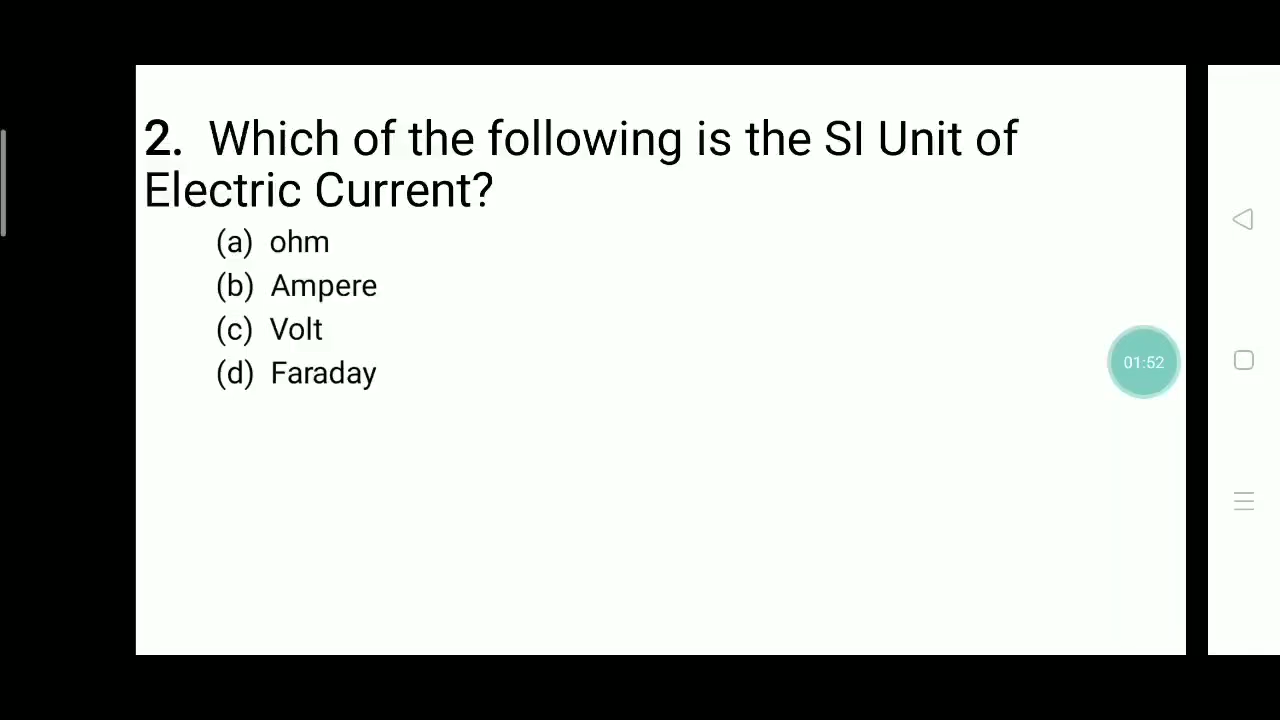 2. Which of the following is the SI Unit of
Electric Current?
(a) ohm
(b) Ampere
(c) Volt
(d) Faraday
01:52